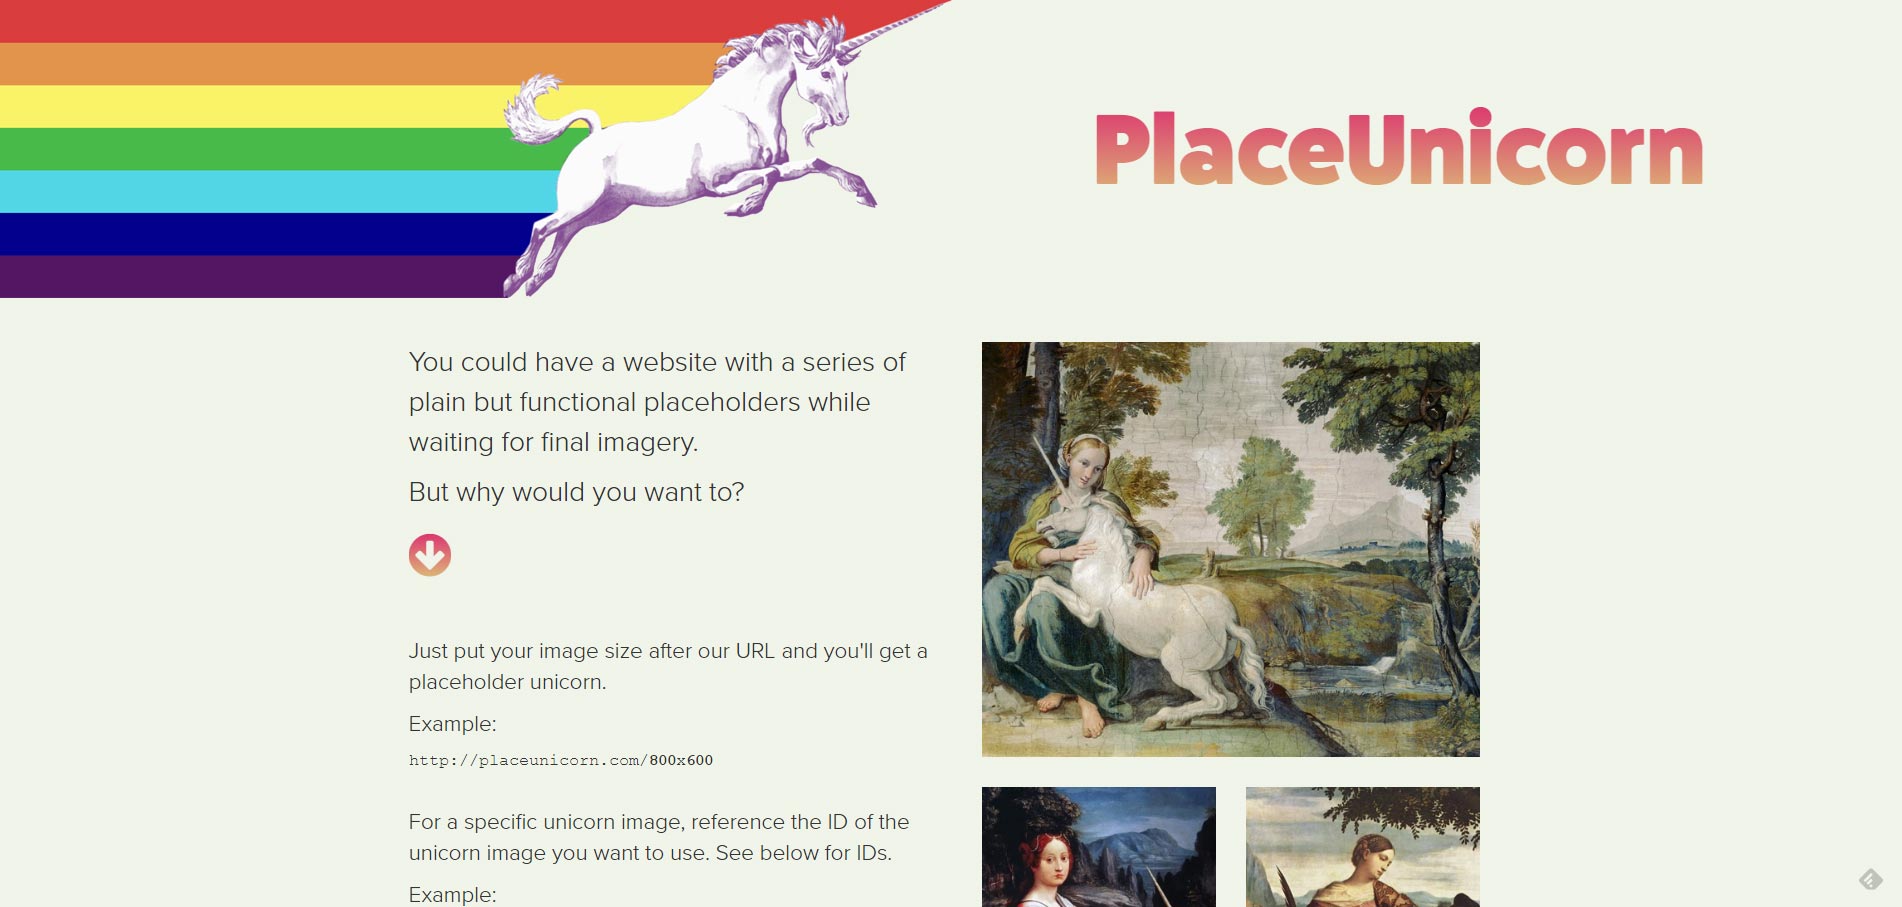 PlaceUnicorn
You could have a website with a series of
plain but functional placeholders while
waiting for final imagery.
But why would you want to?
Just put your image size after our URL and you'll get a
placeholder unicorn.
Example:
http://placeunicorn.com/800x600
For a specific unicorn image, reference the ID of the
unicorn image you want to use. See below for IDs.
Example: